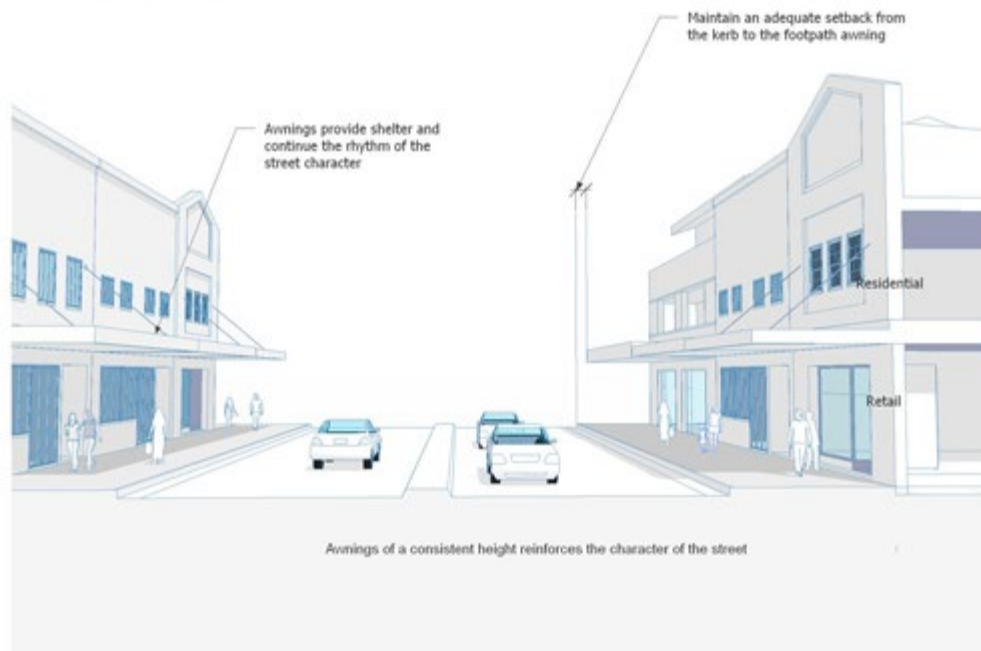 Maintain an adequate setback from
the kerb to the footpath awning
Awnings provide shelter and
continue the rhythm of the
street character
Residential
Retail
Awnings of a consistent height reinforces the character of the street